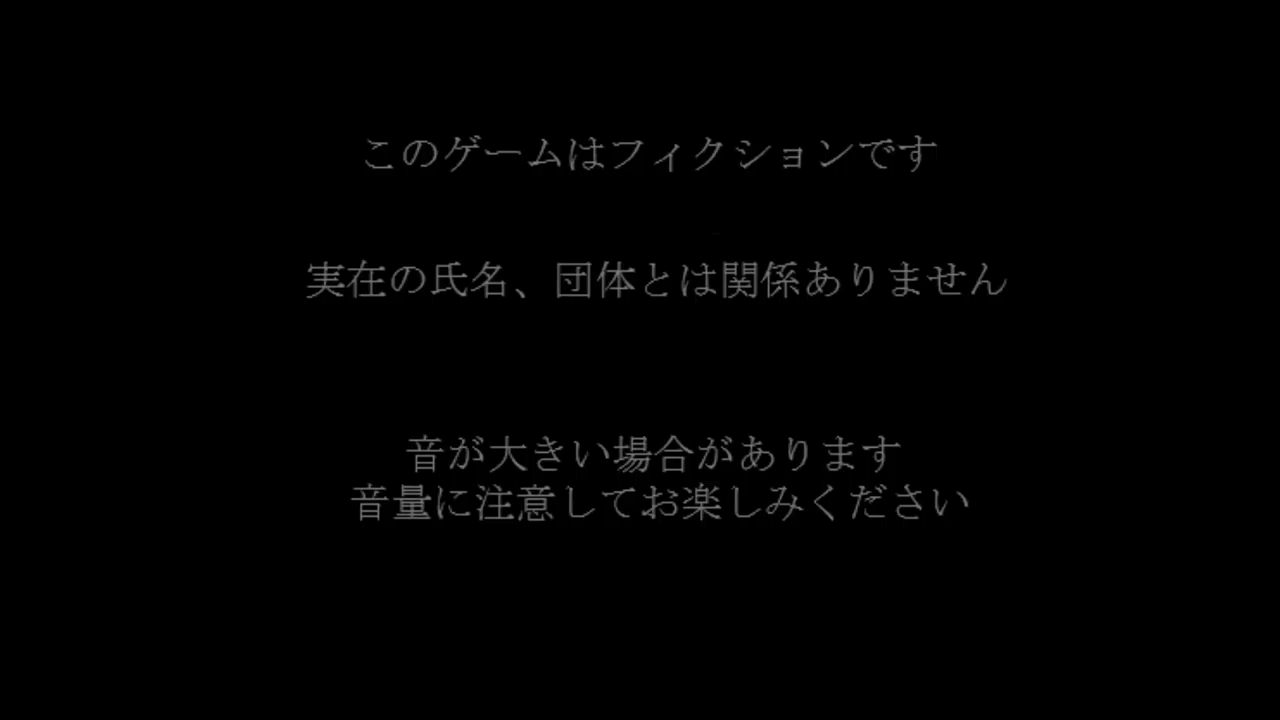 このゲームはフィクションです
実在の氏名、団体とは関係ありません
音が大きい場合があります
音量に注意してお楽しみください